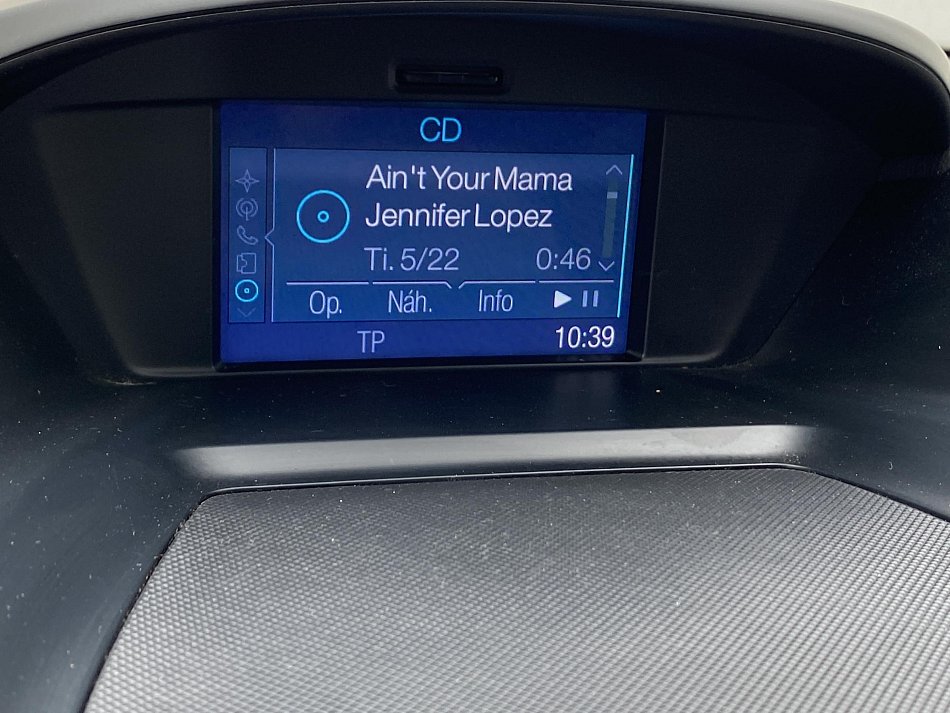 CD
Ain't Your Mama
Jennifer Lopez
Ti. 5/22 0:46
Op. Náh. Info
TP 10:39